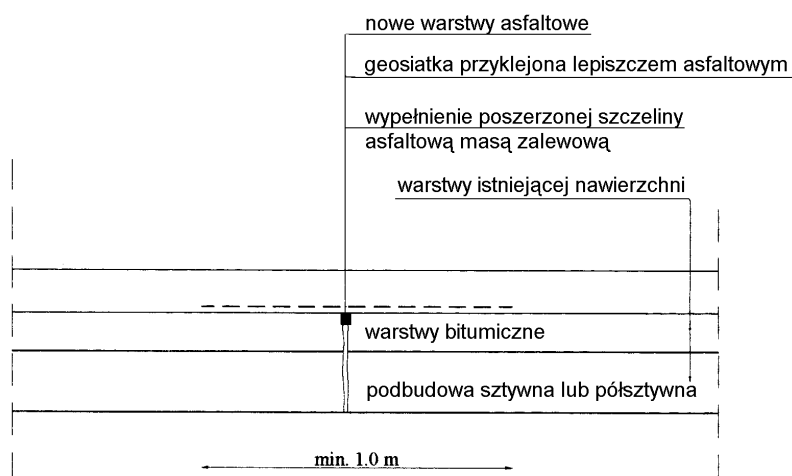 nowe warstwy asfaltowe
geosiatka przyklejona lepiszczem asfaltowym
wypełnienie poszerzonej szczeliny
asfaltową masą zalewową
warstwy istniejącej nawierzchni
warstwy bitumiczne
podbudowa sztywna lub półsztywna
min. 1.0 m